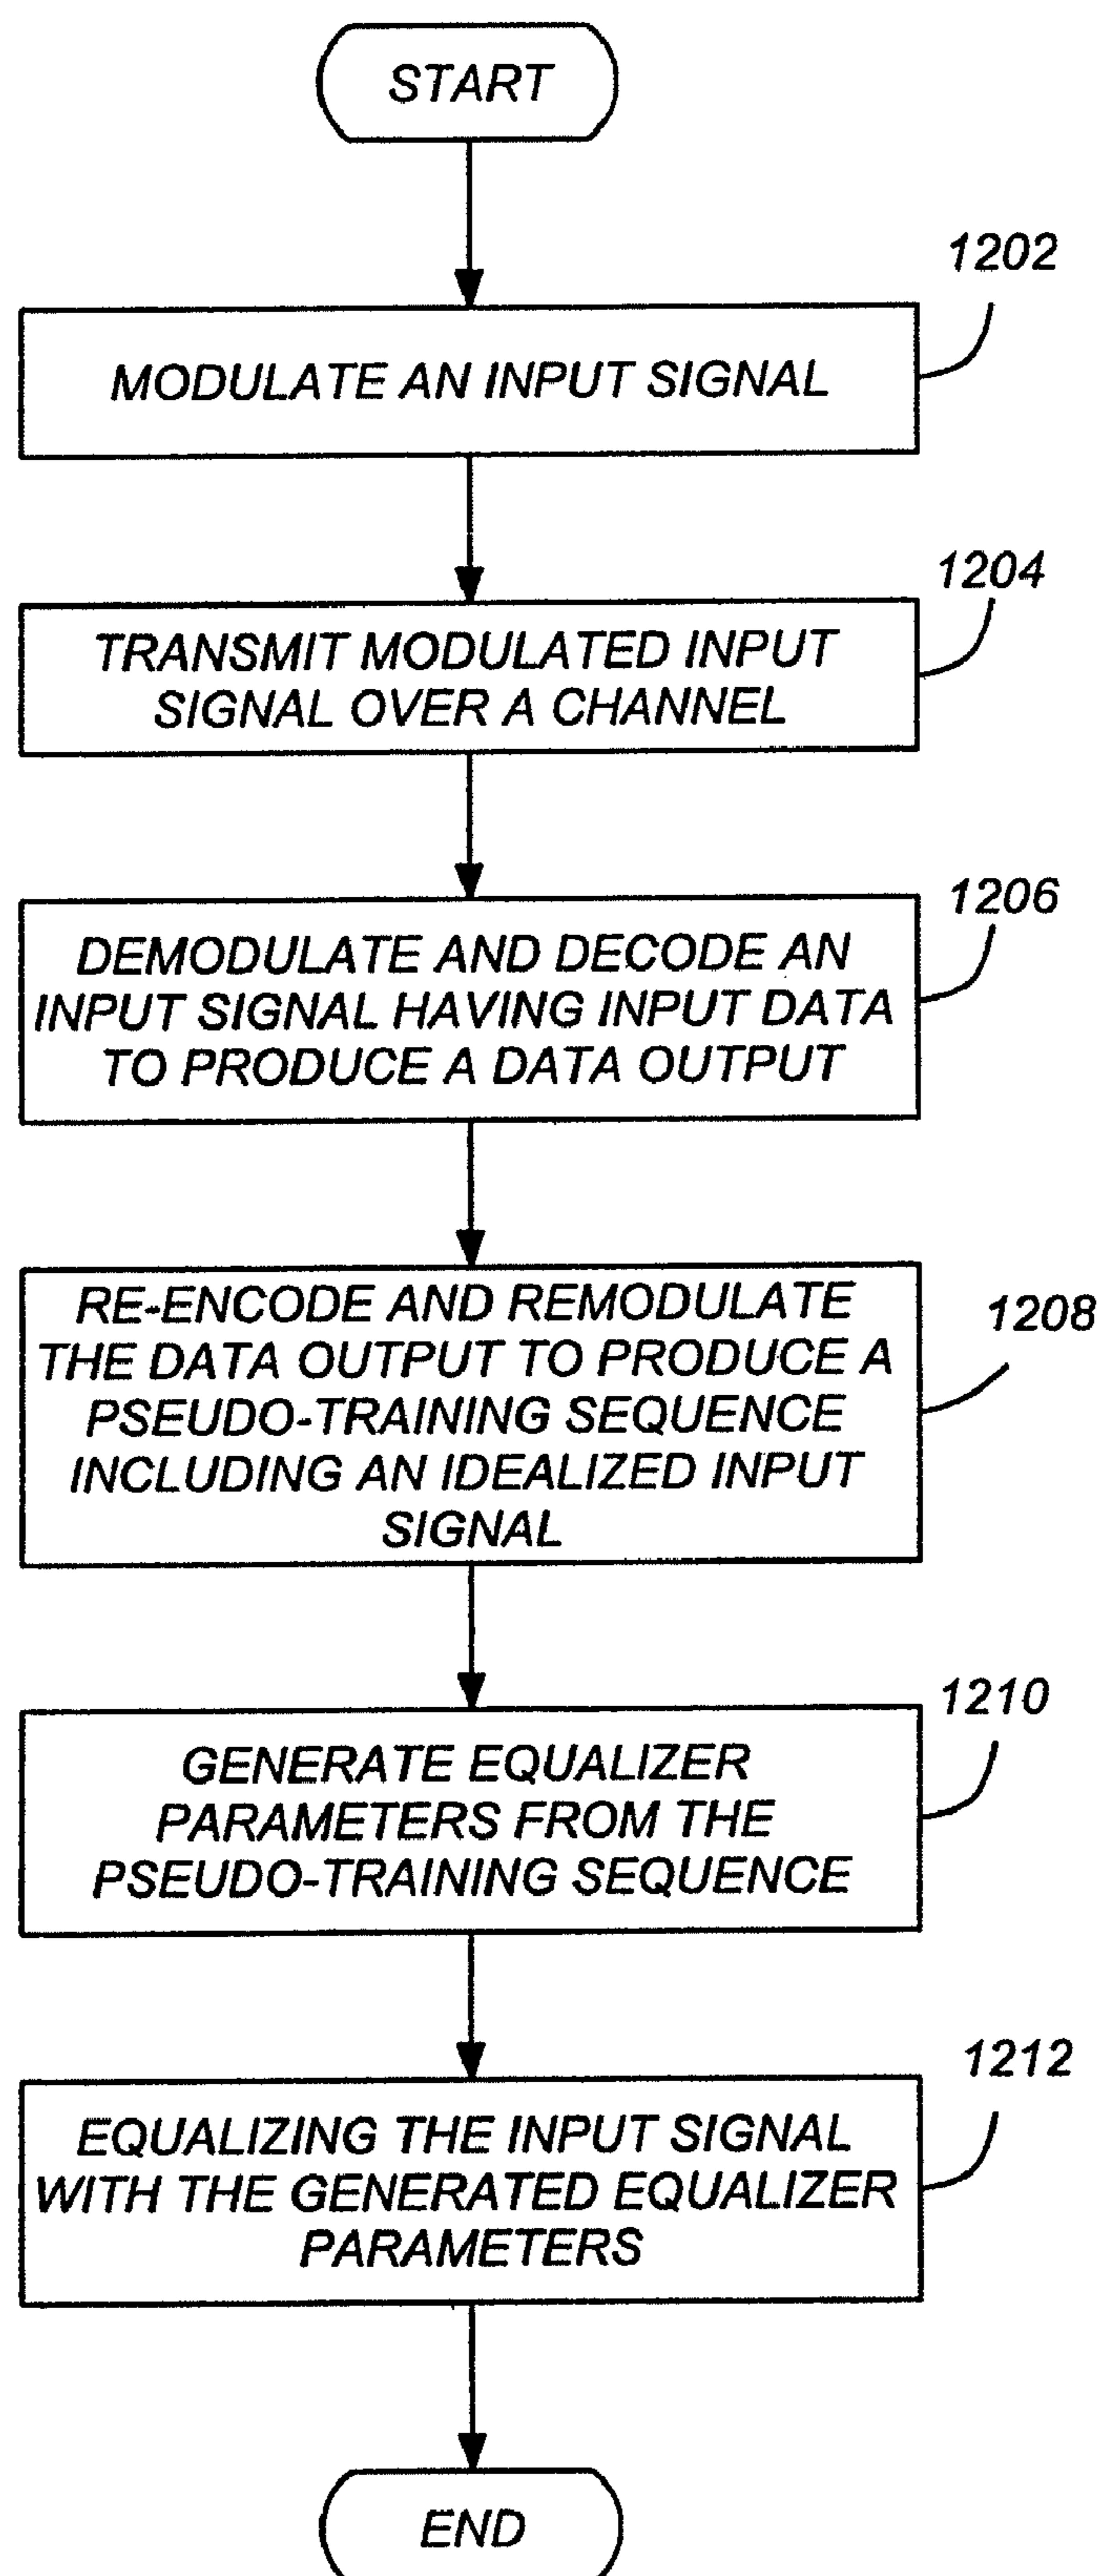 START
1202
MODULATE AN INPUT SIGNAL
1204
TRANSMIT MODULATED INPUT
SIGNAL OVER A CHANNEL
1206
DEMODULATE AND DECODE AN
INPUT SIGNAL HAVING INPUT DATA
TO PRODUCE A DATA OUTPUT
1208
RE-ENCODE AND REMODULATE
THE DATA OUTPUT TO PRODUCE A
PSEUDO-TRAINING SEQUENCE
INCLUDING AN IDEALIZED INPUT
SIGNAL
1210
GENERATE EQUALIZER
PARAMETERS FROM THE
PSEUDO-TRAINING SEQUENCE
1212
EQUALIZING THE INPUT SIGNAL
WITH THE GENERATED EQUALIZER
PARAMETERS
END